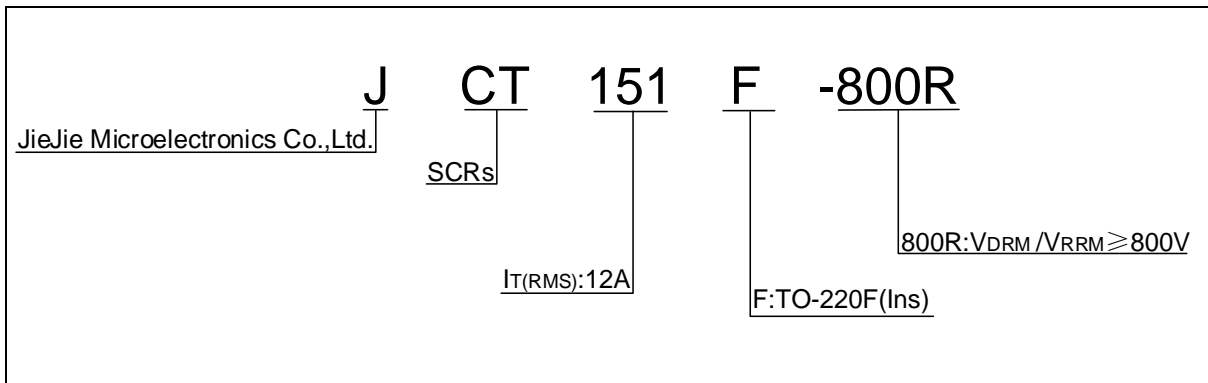 J CT 151 F -800R
JieJie Microelectronics Co.,Ltd.
SCRs
800R:VDRM /VRRM≥800V
IT(RMS):12A
F:TO-220F(Ins)